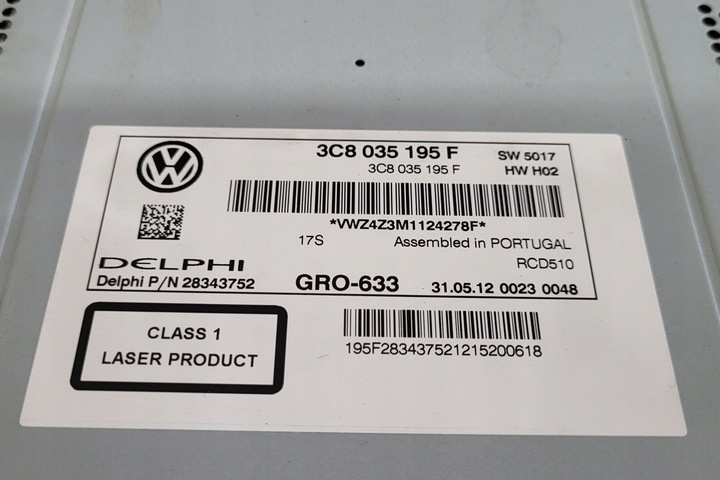 3C8 035 195 F
SW 5017
3C8 035 195 F
HW H02
*VWZ4Z3M1124278F*
17S
Assembled in PORTUGAL
DELPHI
RCD510
Delphi P/N 28343752
GRO-633
31.05.12 0023 0048
CLASS 1
LASER PRODUCT
195F283437521215200618